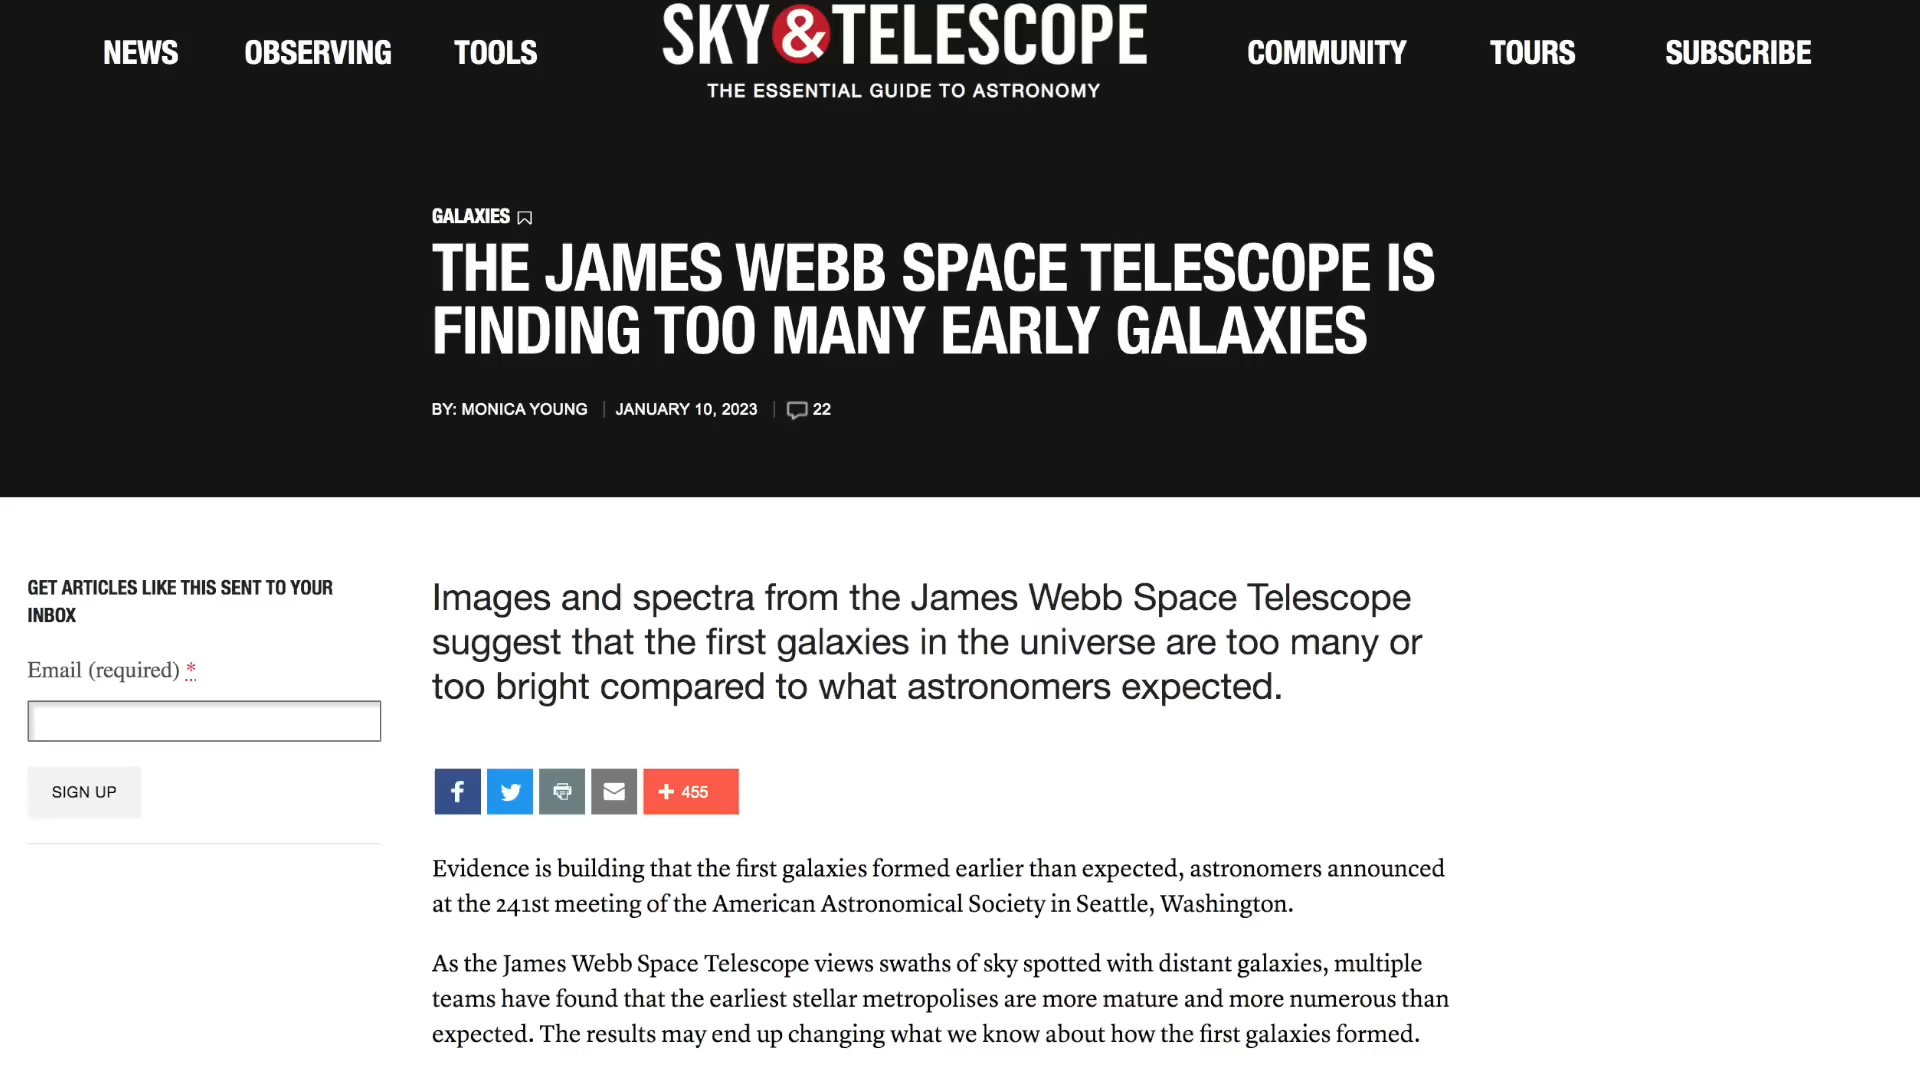 NEWS OBSERVING TOOLS SKY&TELESCOPE COMMUNITY TOURS SUBSCRIBE
THE ESSENTIAL GUIDE TO ASTRONOMY
GALAXIES
THE JAMES WEBB SPACE TELESCOPE IS
FINDING TOO MANY EARLY GALAXIES
BY: MONICA YOUNG JANUARY 10, 2023 22
GET ARTICLES LIKE THIS SENT TO YOUR
INBOX
Email (required) *
SIGN UP
Images and spectra from the James Webb Space Telescope
suggest that the first galaxies in the universe are too many or
too bright compared to what astronomers expected.
+ 455
Evidence is building that the first galaxies formed earlier than expected, astronomers announced
at the 241st meeting of the American Astronomical Society in Seattle, Washington.
As the James Webb Space Telescope views swaths of sky spotted with distant galaxies, multiple
teams have found that the earliest stellar metropolises are more mature and more numerous than
expected. The results may end up changing what we know about how the first galaxies formed.